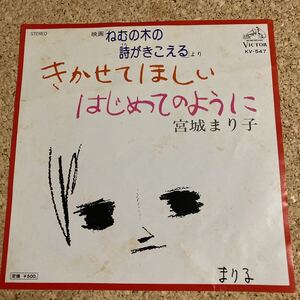 STEREO
映画「ねむの木の
詩がきこえる」より
VICTOR
KV-547
きかせてほしい
はじめてのように
宮城まり子
定価 ¥500.
まり子